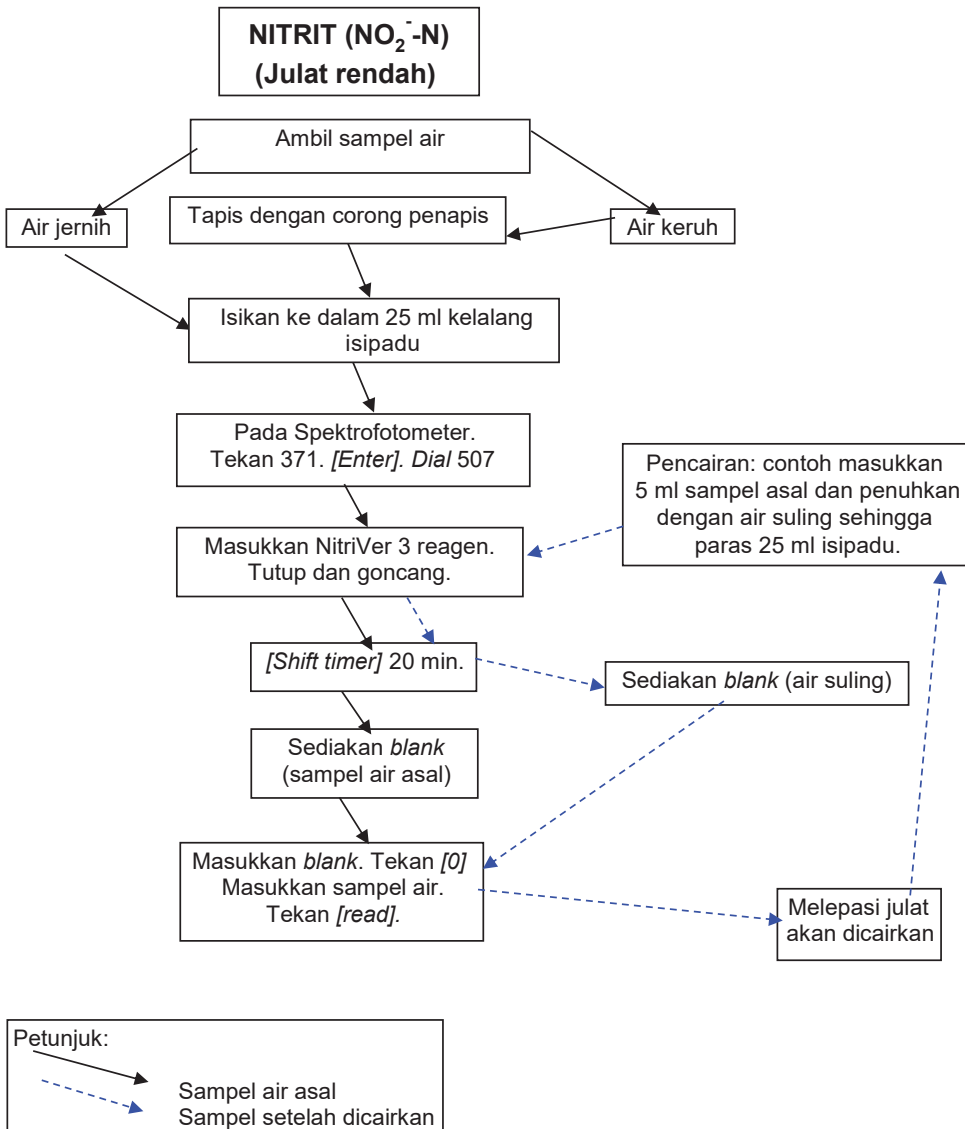 NITRIT (NO₂⁻-N)
(Julat rendah)
Ambil sampel air
Air jernih
Tapis dengan corong penapis
Air keruh
Isikan ke dalam 25 ml kelalang
isipadu
Pada Spektrofotometer.
Tekan 371. [Enter]. Dial 507
Pencairan: contoh masukkan
5 ml sampel asal dan penuhkan
dengan air suling sehingga
paras 25 ml isipadu.
Masukkan NitriVer 3 reagen.
Tutup dan goncang.
[Shift timer] 20 min.
Sediakan blank (air suling)
Sediakan blank
(sampel air asal)
Masukkan blank. Tekan [0]
Masukkan sampel air.
Tekan [read].
Melepasi julat
akan dicairkan
Petunjuk:
Sampel air asal
Sampel setelah dicairkan